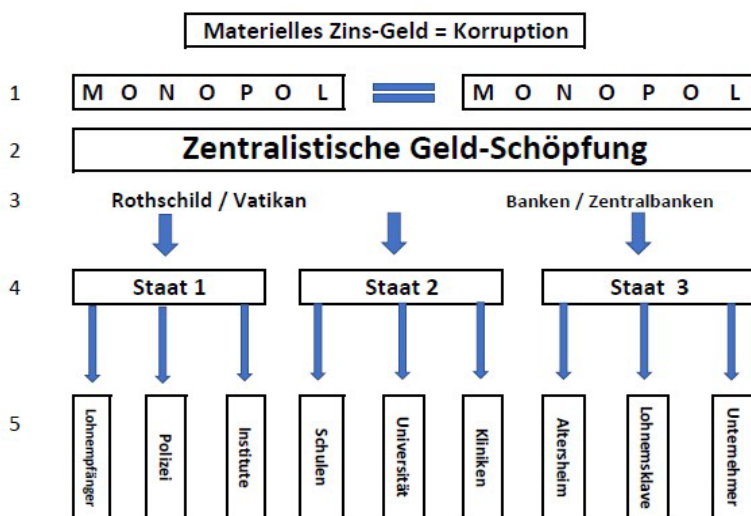 Materielles Zins-Geld = Korruption
1 M O N O P O L = M O N O P O L
2 Zentralistische Geld-Schöpfung
3 Rothschild / Vatikan Banken / Zentralbanken
4 Staat 1 Staat 2 Staat 3
5
Lohnempfänger
Polizei
Institute
Schulen
Universität
Kliniken
Altersheim
Lohnemsklave
Unternehmer